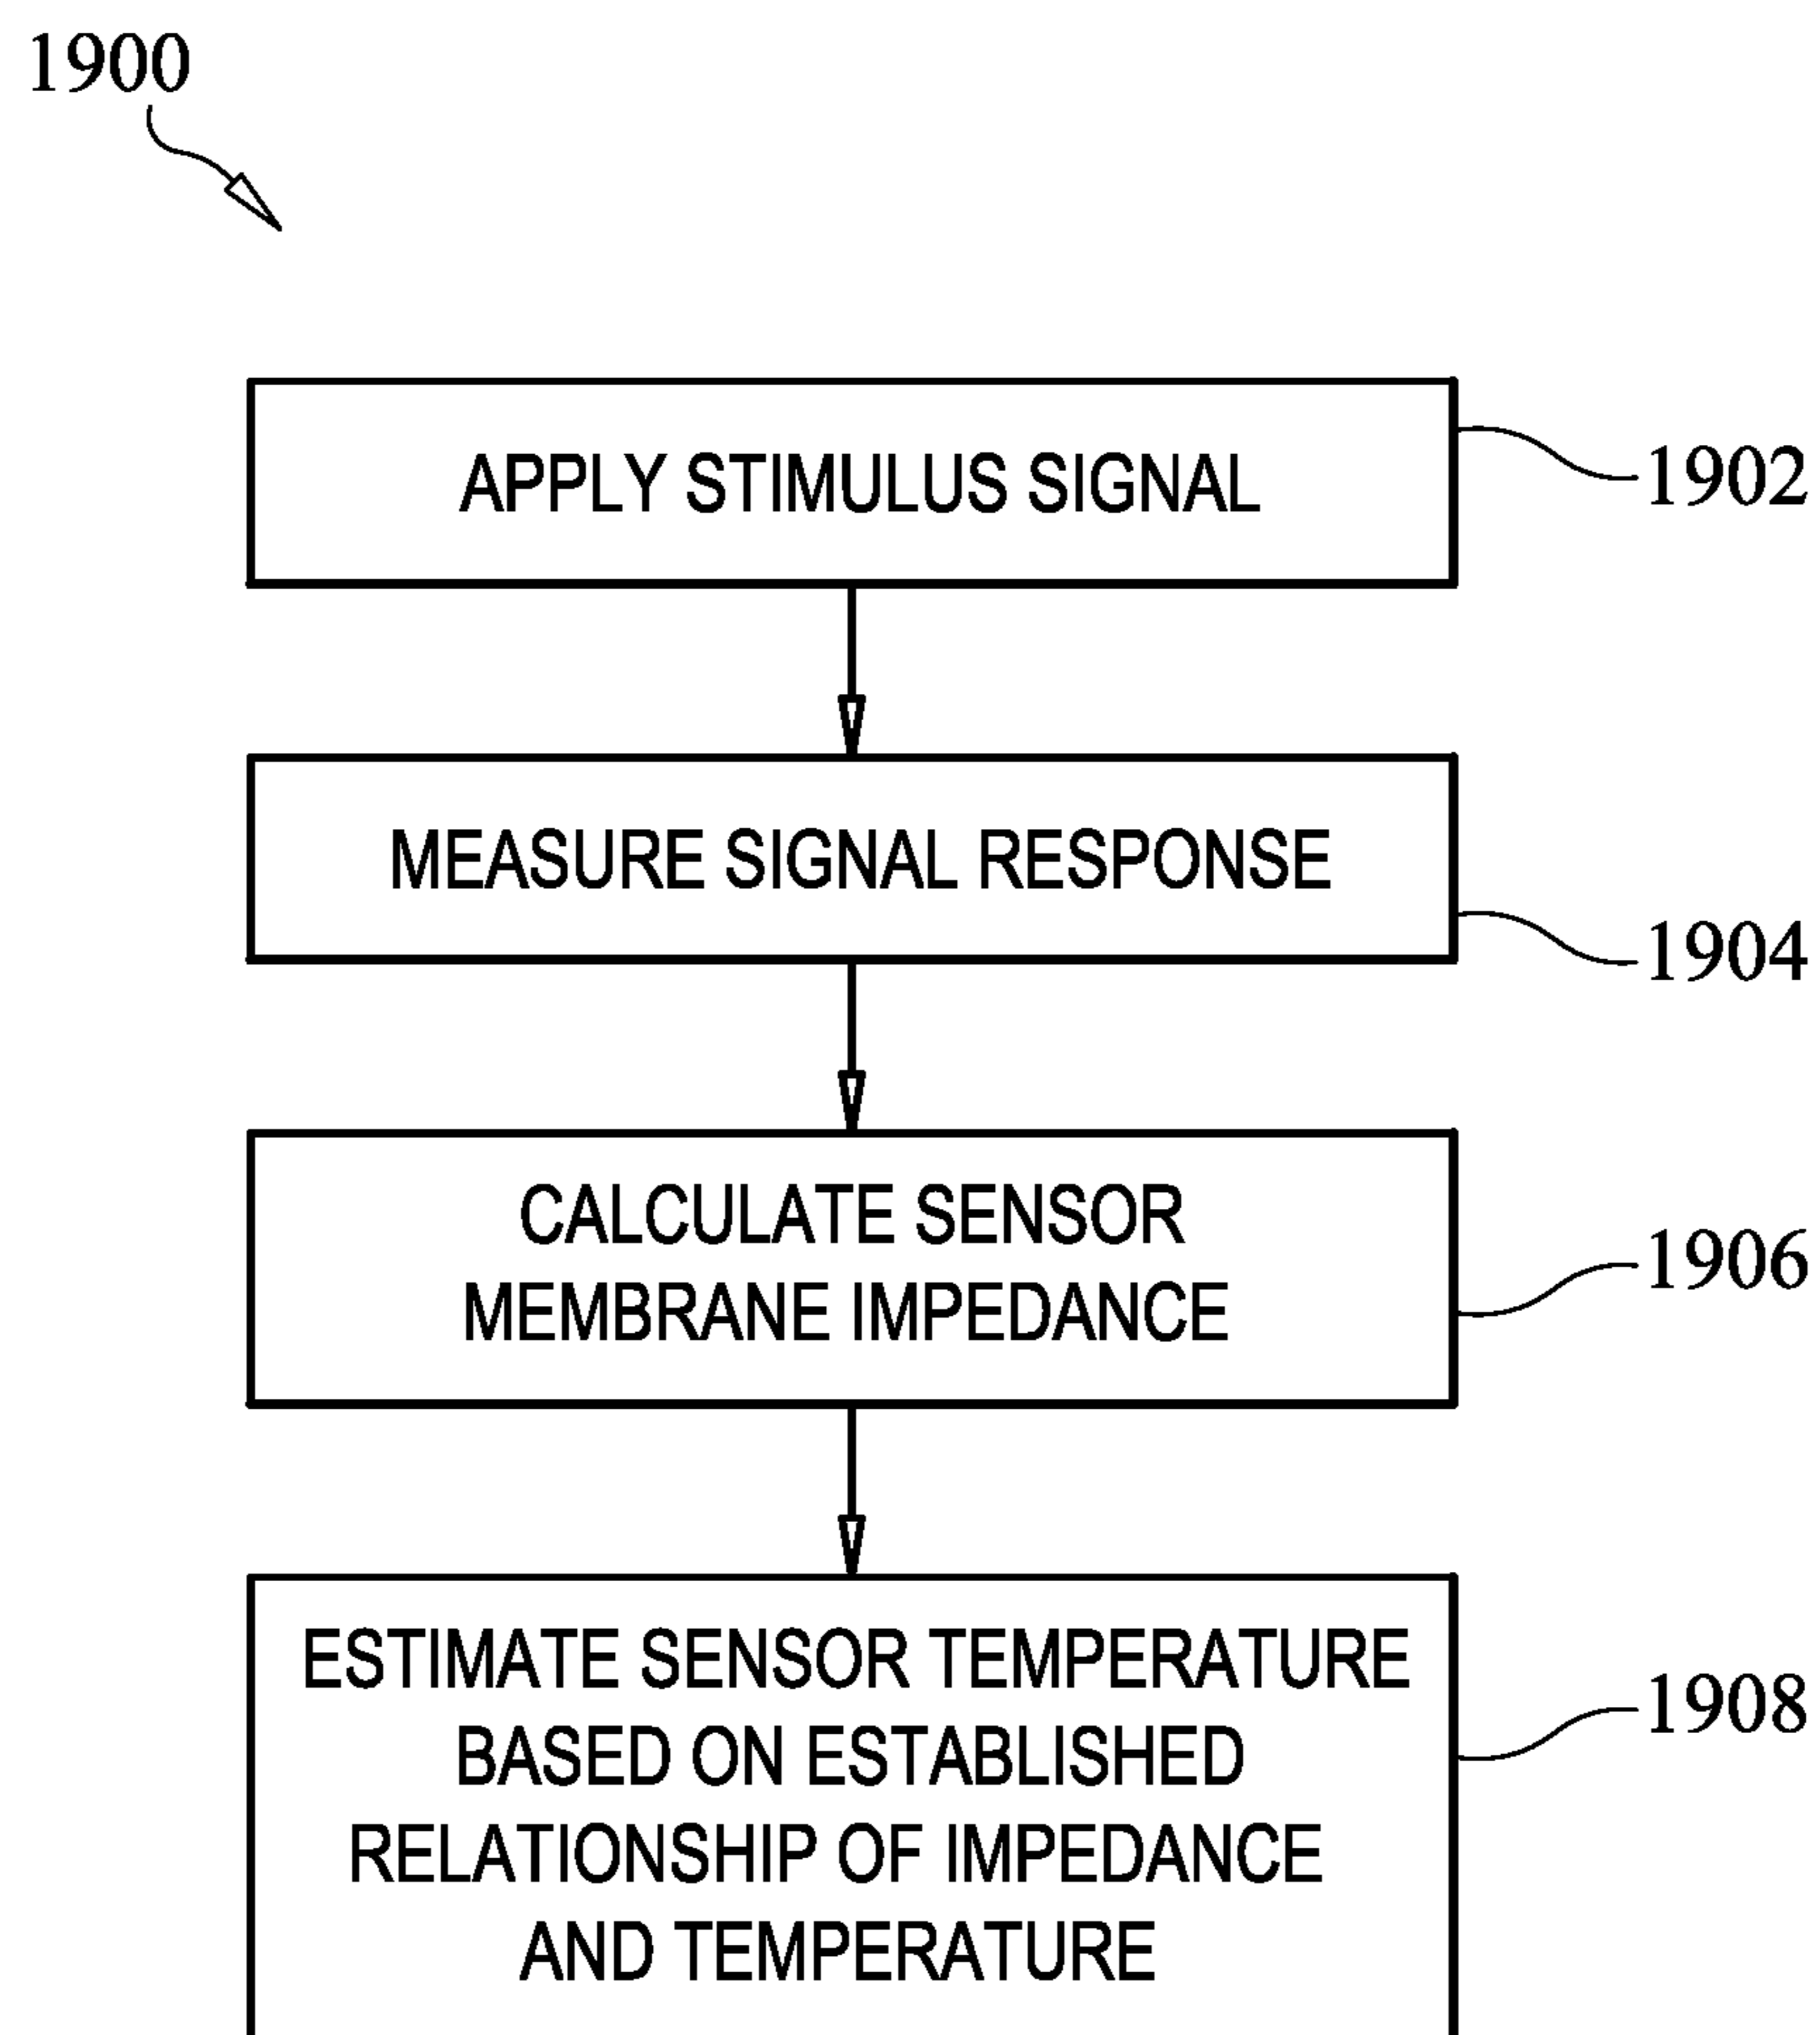 1900
APPLY STIMULUS SIGNAL
1902
MEASURE SIGNAL RESPONSE
1904
CALCULATE SENSOR
MEMBRANE IMPEDANCE
1906
ESTIMATE SENSOR TEMPERATURE
BASED ON ESTABLISHED
RELATIONSHIP OF IMPEDANCE
AND TEMPERATURE
1908